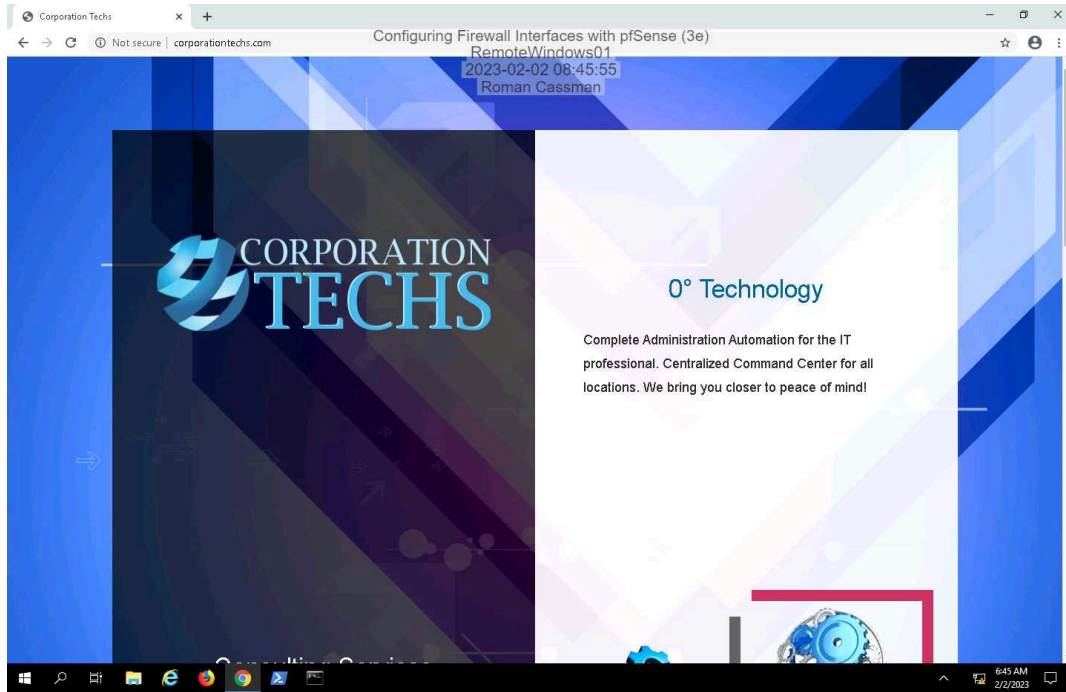 Corporation Techs
Not secure | corporationtechs.com
Configuring Firewall Interfaces with pfSense (3e)
RemoteWindows01
2023-02-02 08:45:55
Roman Cassman
CORPORATION
TECHS
0° Technology
Complete Administration Automation for the IT
professional. Centralized Command Center for all
locations. We bring you closer to peace of mind!
Consulting Services
6:45 AM
2/2/2023